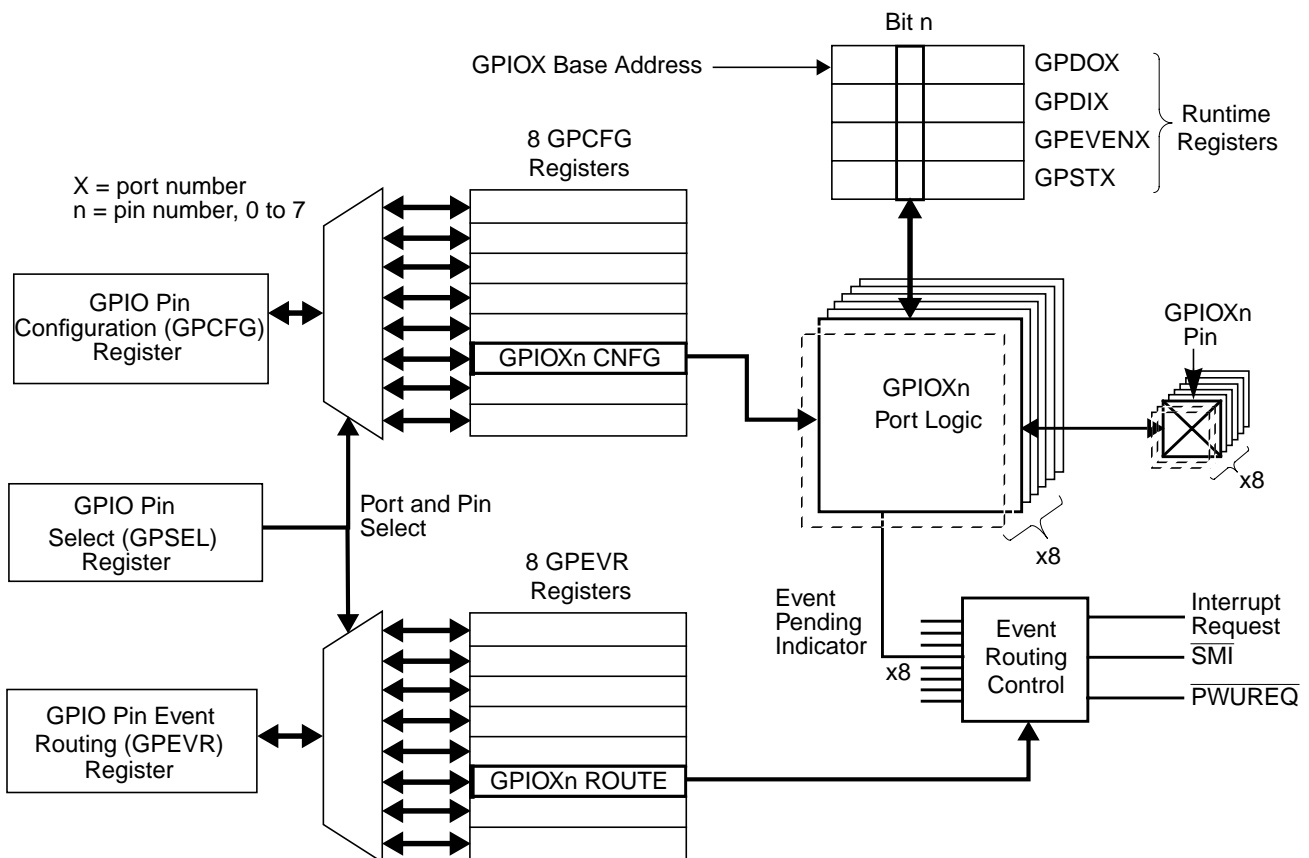 Bit n
GPIOX Base Address
GPDOX
GPDIX
GPEVENX
GPSTX
Runtime
Registers
8 GPCFG
Registers
X = port number
n = pin number, 0 to 7
GPIO Pin
Configuration (GPCFG)
Register
GPIOXn CNFG
GPIOXn
Port Logic
GPIOXn
Pin
x8
x8
GPIO Pin
Select (GPSEL)
Register
Port and Pin
Select
8 GPEVR
Registers
Event
Pending
Indicator
x8
Event
Routing
Control
Interrupt
Request
SMI
PWUREQ
GPIO Pin Event
Routing (GPEVR)
Register
GPIOXn ROUTE